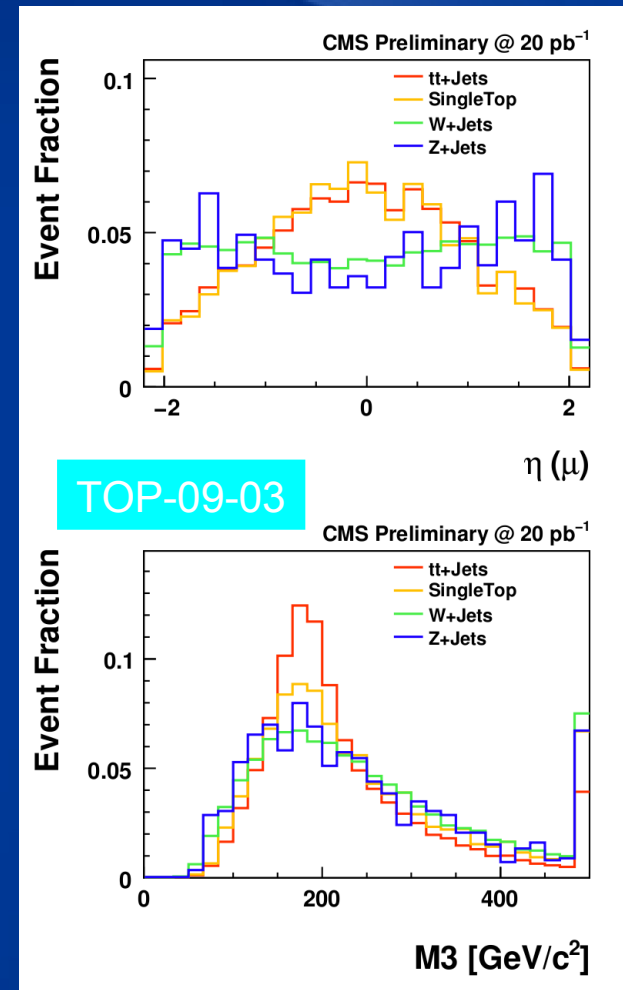 CMS Preliminary @ 20 pb⁻¹
Event Fraction
0.1
0.05
0
tt+Jets
SingleTop
W+Jets
Z+Jets
−2 0 2
η (μ)
TOP-09-03
CMS Preliminary @ 20 pb⁻¹
Event Fraction
0.1
0.05
0
tt+Jets
SingleTop
W+Jets
Z+Jets
0 200 400
M3 [GeV/c²]